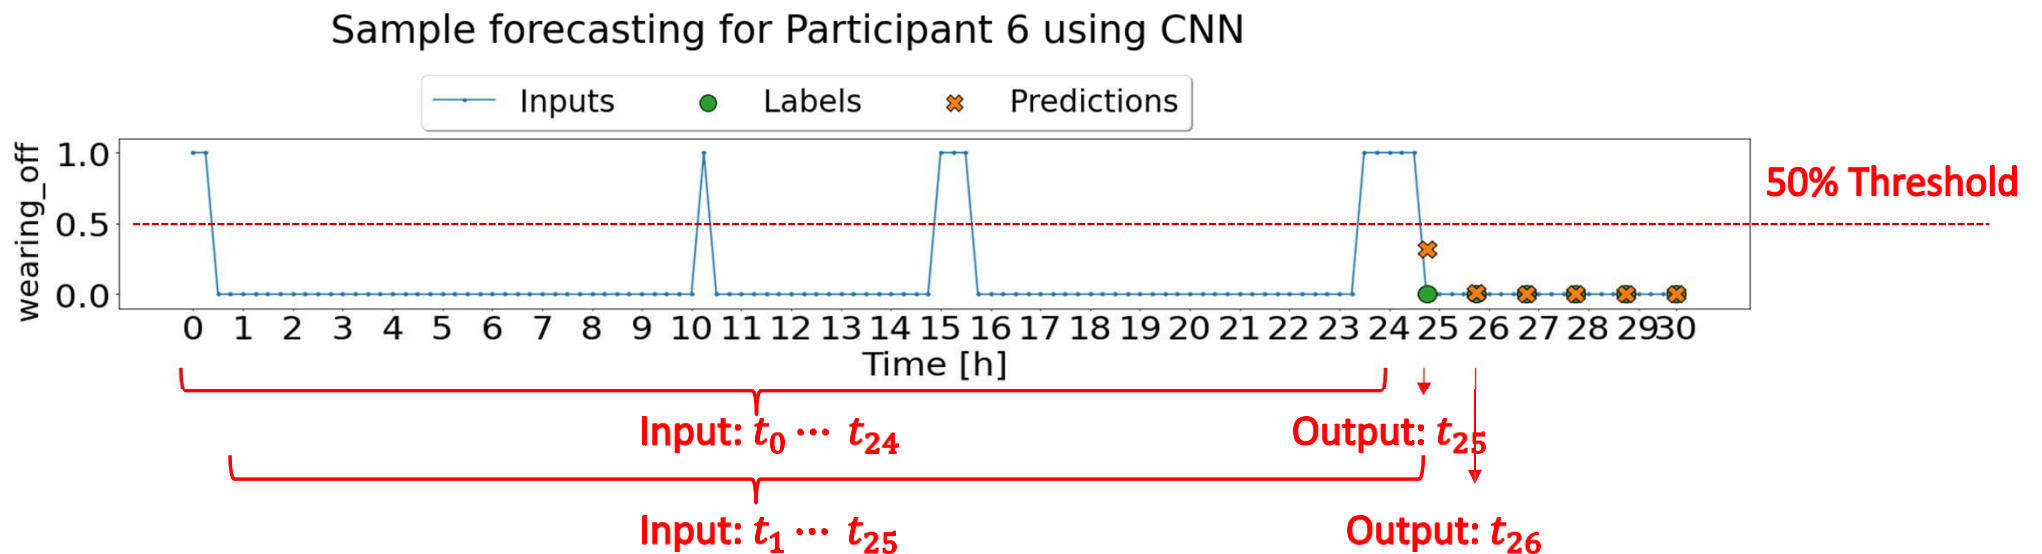 Sample forecasting for Participant 6 using CNN
Inputs Labels Predictions
wearing_off
1.0
0.5
0.0
50% Threshold
0 1 2 3 4 5 6 7 8 9 10 11 12 13 14 15 16 17 18 19 20 21 22 23 24 25 26 27 28 29 30
Time [h]
Input: t₀ ⋯ t₂₄
Output: t₂₅
Input: t₁ ⋯ t₂₅
Output: t₂₆